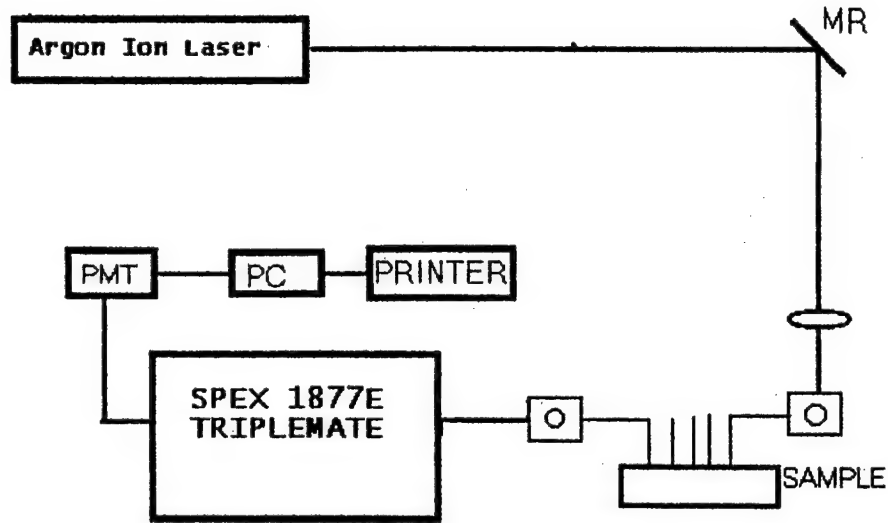 Argon Ion Laser
MR
PMT
PC
PRINTER
SPEX 1877E
TRIPLEMATE
SAMPLE